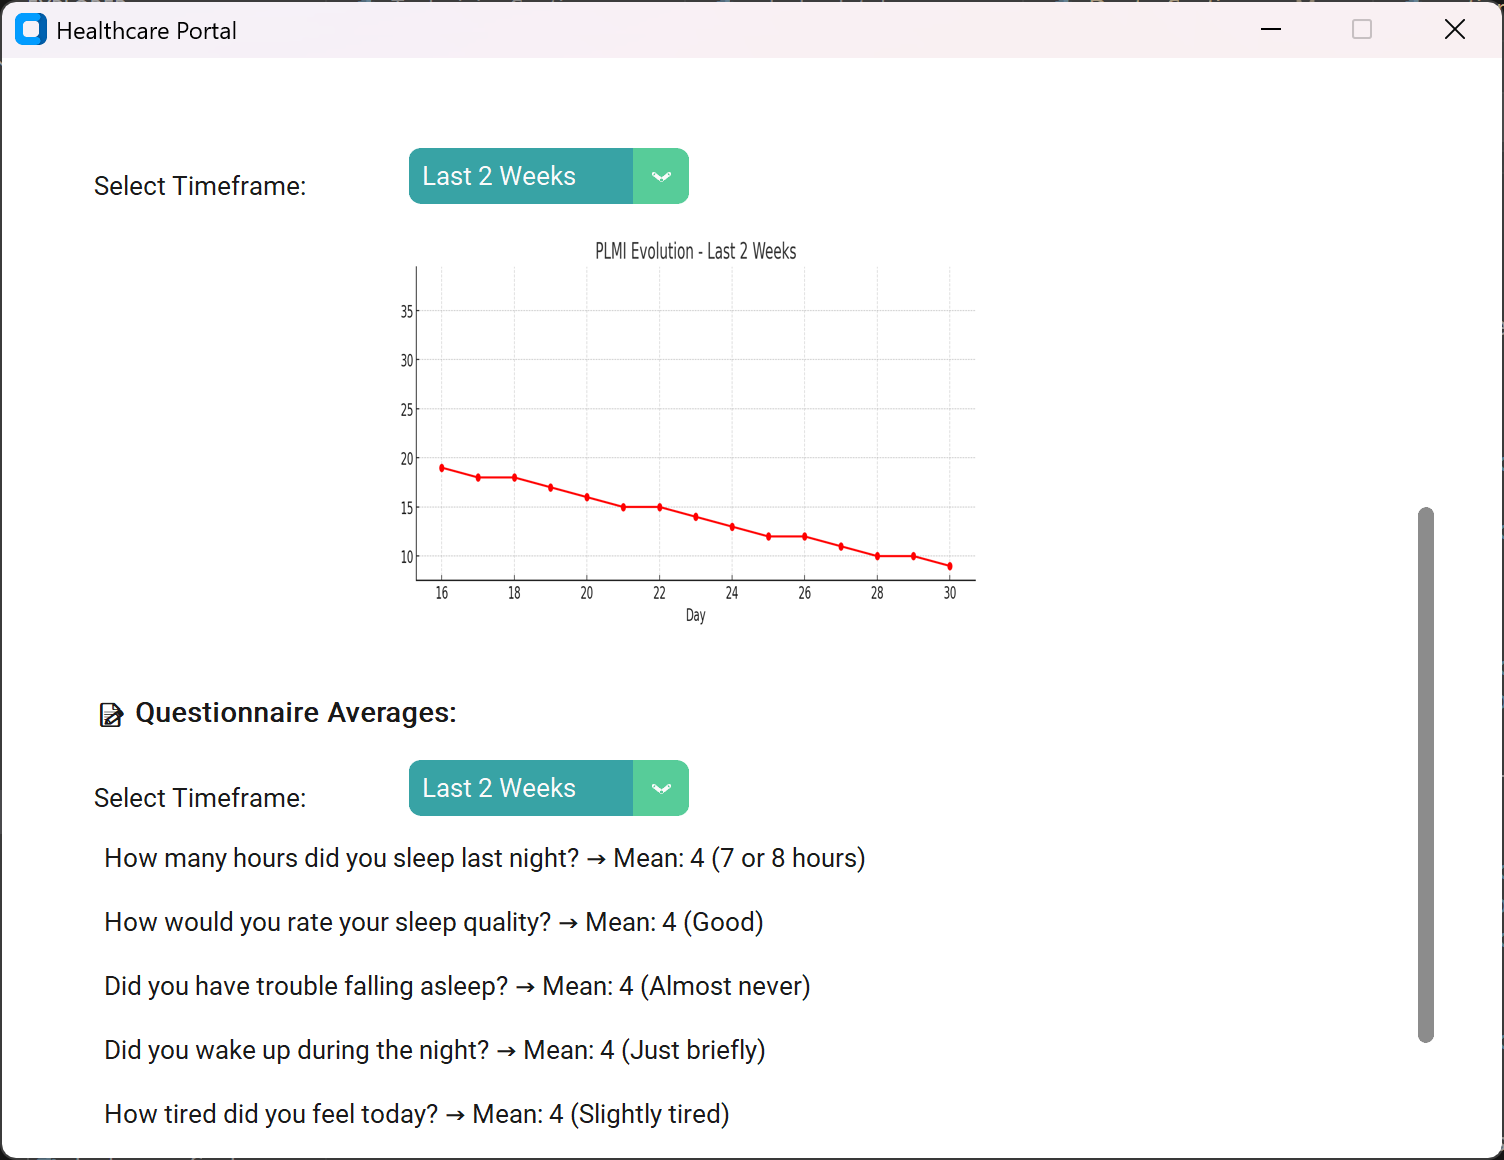 Healthcare Portal
Select Timeframe:
Last 2 Weeks
PLMI Evolution - Last 2 Weeks
35
30
25
20
15
10
16 18 20 22 24 26 28 30
Day
Questionnaire Averages:
Select Timeframe:
Last 2 Weeks
How many hours did you sleep last night? → Mean: 4 (7 or 8 hours)
How would you rate your sleep quality? → Mean: 4 (Good)
Did you have trouble falling asleep? → Mean: 4 (Almost never)
Did you wake up during the night? → Mean: 4 (Just briefly)
How tired did you feel today? → Mean: 4 (Slightly tired)